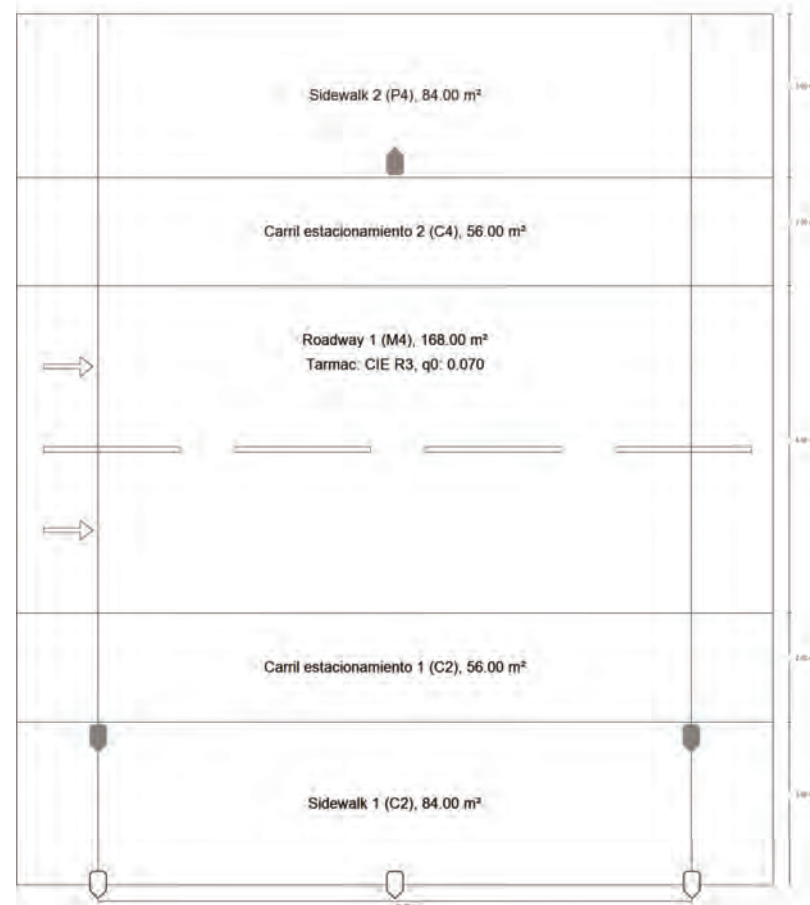 Sidewalk 2 (P4), 84.00 m²
Carril estacionamiento 2 (C4), 56.00 m²
Roadway 1 (M4), 168.00 m²
Tarmac: CIE R3, q0: 0.070
Carril estacionamiento 1 (C2), 56.00 m²
Sidewalk 1 (C2), 84.00 m²